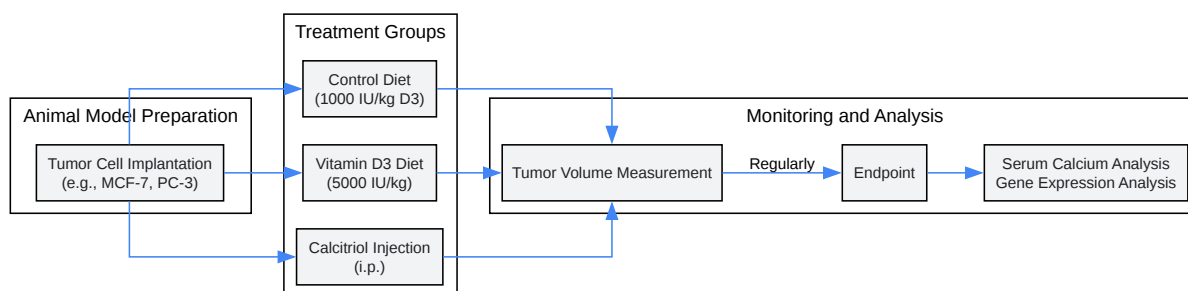 Treatment Groups
Control Diet
(1000 IU/kg D3)
Animal Model Preparation
Monitoring and Analysis
Tumor Cell Implantation
(e.g., MCF-7, PC-3)
Vitamin D3 Diet
(5000 IU/kg)
Tumor Volume Measurement
Regularly
Endpoint
Serum Calcium Analysis
Gene Expression Analysis
Calcitriol Injection
(i.p.)